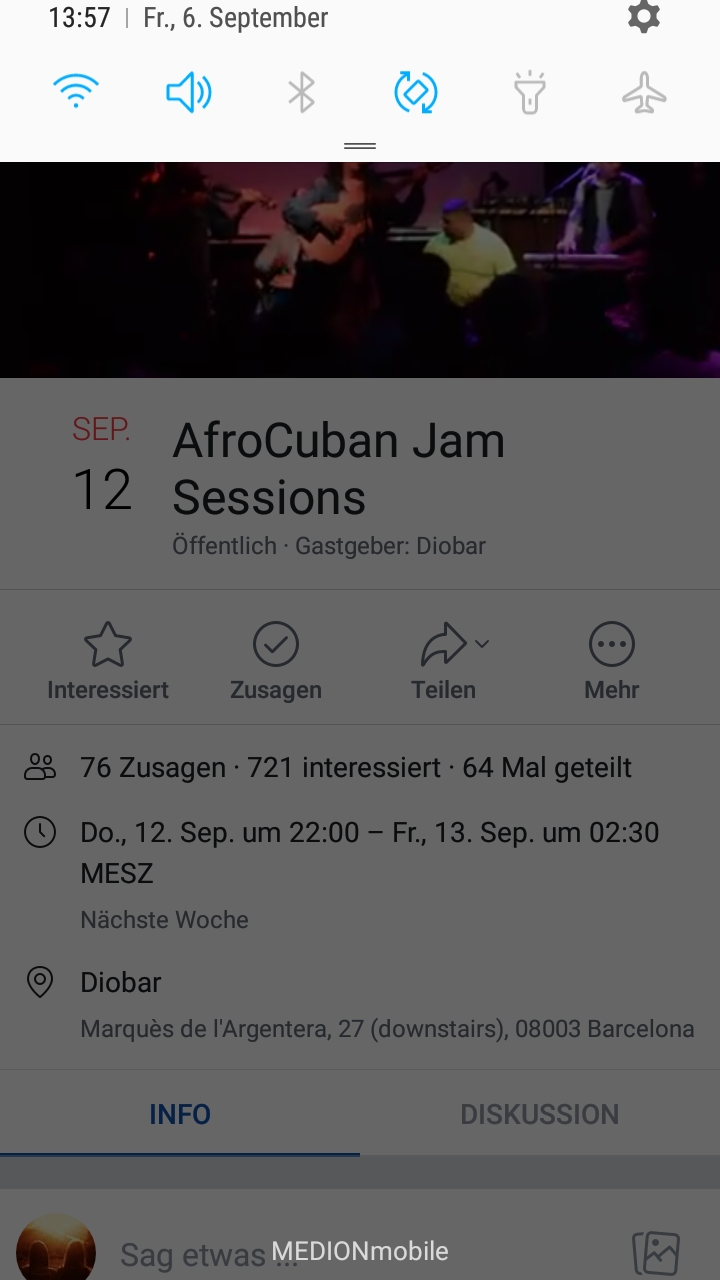 13:57 | Fr., 6. September
SEP.
12
AfroCuban Jam
Sessions
Öffentlich · Gastgeber: Diobar
Interessiert
Zusagen
Teilen
Mehr
76 Zusagen · 721 interessiert · 64 Mal geteilt
Do., 12. Sep. um 22:00 – Fr., 13. Sep. um 02:30
MESZ
Nächste Woche
Diobar
Marquès de l'Argentera, 27 (downstairs), 08003 Barcelona
INFO
DISKUSSION
Sag etwas ...
MEDIONmobile